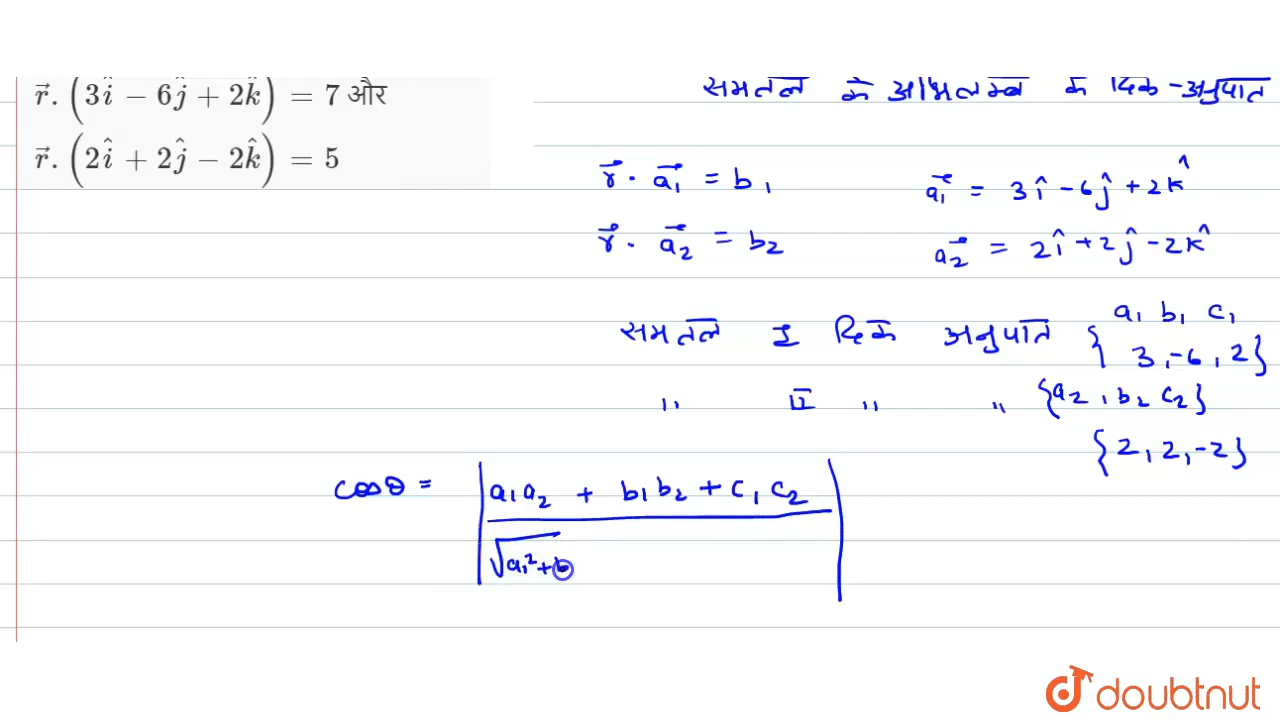 समतल के अभिलम्ब के दिक-अनुपात
r⃗. (3î − 6ĵ + 2k̂) = 7 और
r⃗. (2î + 2ĵ − 2k̂) = 5
r⃗ · a⃗₁ = b₁
a⃗₁ = 3î − 6ĵ + 2k̂
r⃗ · a⃗₂ = b₂
a⃗₂ = 2î + 2ĵ − 2k̂
a₁ b₁ c₁
समतल I दिक अनुपात { 3, -6, 2}
,, II ,, ,, {a₂, b₂ c₂}
{2, 2, -2}
cosθ = | a₁a₂ + b₁b₂ + c₁c₂ |
√a₁² + b
doubtnut